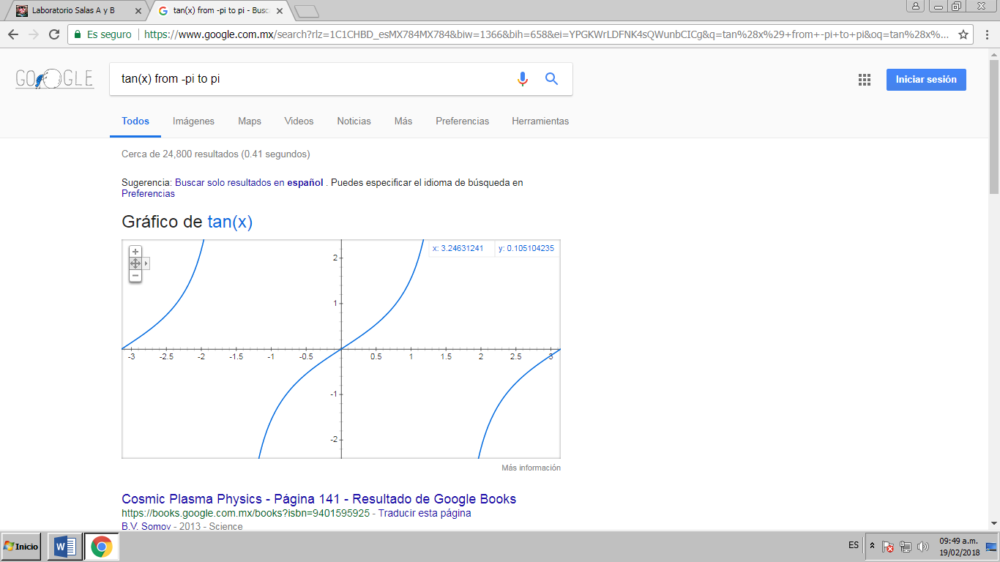 Laboratorio Salas A y B
tan(x) from -pi to pi - Busc
Es seguro
https://www.google.com.mx/search?rlz=1C1CHBD_esMX784MX784&biw=1366&bih=658&ei=YPGKWrLDFNK4sQWunbCICg&q=tan%28x%29+from+-pi+to+pi&oq=tan%28x%...
GOOGLE
tan(x) from -pi to pi
Iniciar sesión
Todos Imágenes Maps Videos Noticias Más Preferencias Herramientas
Cerca de 24,800 resultados (0.41 segundos)
Sugerencia: Buscar solo resultados en español . Puedes especificar el idioma de búsqueda en
Preferencias
Gráfico de tan(x)
x: 3.24631241 y: 0.105104235
2
1
-3 -2.5 -2 -1.5 -1 -0.5 0.5 1 1.5 2 2.5 3
-1
-2
Más información
Cosmic Plasma Physics - Página 141 - Resultado de Google Books
https://books.google.com.mx/books?isbn=9401595925 - Traducir esta página
B.V. Somov - 2013 - Science
Inicio
ES
09:49 a.m.
19/02/2018